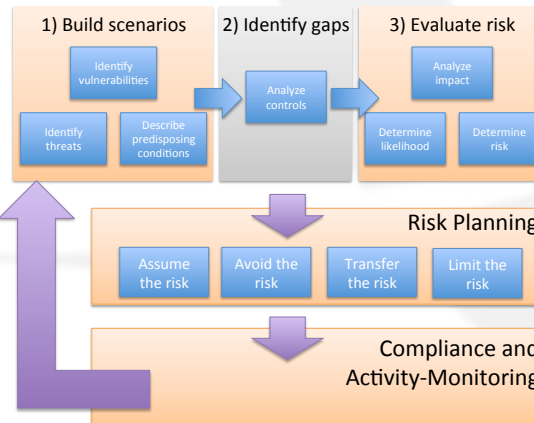 1) Build scenarios
Identify
vulnerabilities
Identify
threats
Describe
predisposing
conditions
2) Identify gaps
Analyze
controls
3) Evaluate risk
Analyze
impact
Determine
likelihood
Determine
risk
Risk Planning
Assume
the risk
Avoid the
risk
Transfer
the risk
Limit the
risk
Compliance and
Activity-Monitoring